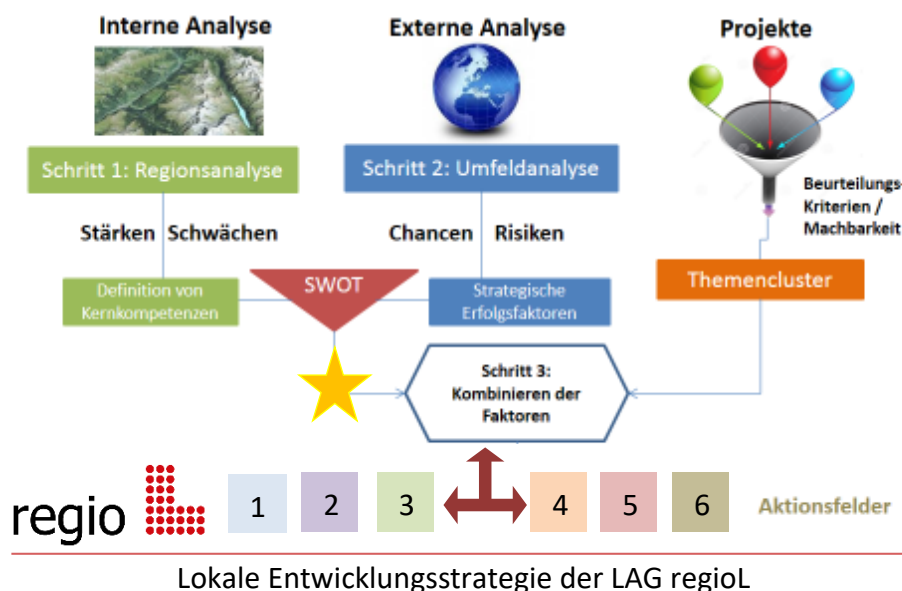 Interne Analyse
Externe Analyse
Projekte
Schritt 1: Regionsanalyse
Schritt 2: Umfeldanalyse
Beurteilungs-
Kriterien /
Machbarkeit
Stärken
Schwächen
Chancen
Risiken
Themencluster
SWOT
Definition von
Kernkompetenzen
Strategische
Erfolgsfaktoren
Schritt 3:
Kombinieren der
Faktoren
regio
1
2
3
4
5
6
Aktionsfelder
Lokale Entwicklungsstrategie der LAG regioL